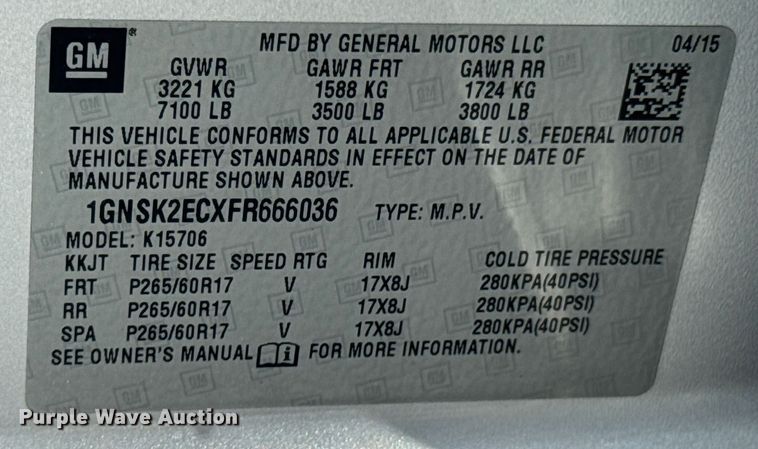 GM ® MFD BY GENERAL MOTORS LLC 04/15
GVWR GAWR FRT GAWR RR
3221 KG 1588 KG 1724 KG
7100 LB 3500 LB 3800 LB
THIS VEHICLE CONFORMS TO ALL APPLICABLE U.S. FEDERAL MOTOR
VEHICLE SAFETY STANDARDS IN EFFECT ON THE DATE OF
MANUFACTURE SHOWN ABOVE.
1GNSK2ECXFR666036 TYPE: M.P.V.
MODEL: K15706
KKJT TIRE SIZE SPEED RTG RIM COLD TIRE PRESSURE
FRT P265/60R17 V 17X8J 280KPA(40PSI)
RR P265/60R17 V 17X8J 280KPA(40PSI)
SPA P265/60R17 V 17X8J 280KPA(40PSI)
SEE OWNER'S MANUAL FOR MORE INFORMATION.
Purple Wave Auction